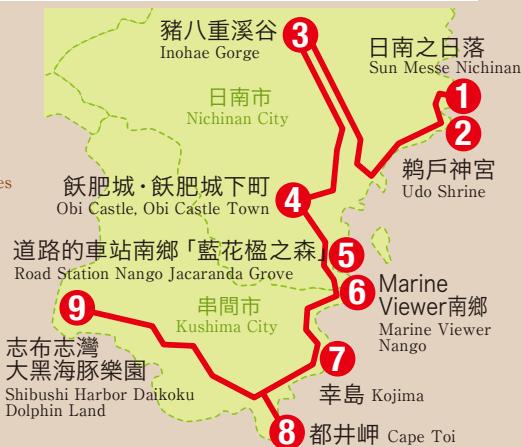 豬八重溪谷
Inohae Gorge
3
日南之日落
Sun Messe Nichinan
1
2
鵜戶神宮
Udo Shrine
日南市
Nichinan City
es
飫肥城·飫肥城下町
Obi Castle, Obi Castle Town
4
道路的車站南鄉「藍花楹之森」
Road Station Nango Jacaranda Grove
5
6
Marine
Viewer南鄉
Marine Viewer
Nango
9
串間市
Kushima City
志布志灣
大黑海豚樂園
Shibushi Harbor Daikoku
Dolphin Land
7
幸島 Kojima
8
都井岬 Cape Toi